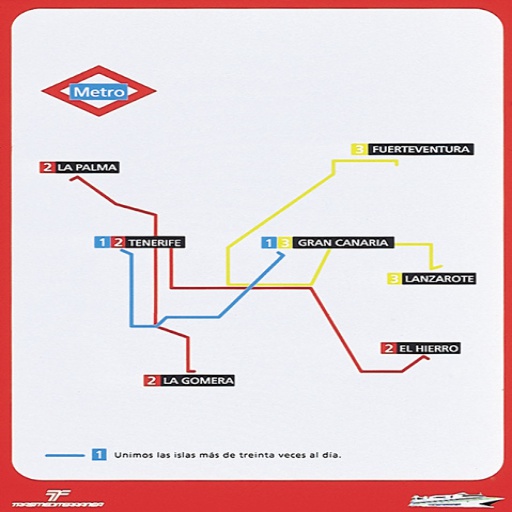 Metro
3 FUERTEVENTURA
2 LA PALMA
1 2 TENERIFE
1 3 GRAN CANARIA
3 LANZAROTE
2 EL HIERRO
2 LA GOMERA
1 Unimos las islas más de treinta veces al día.
TRASMEDITERRANEA